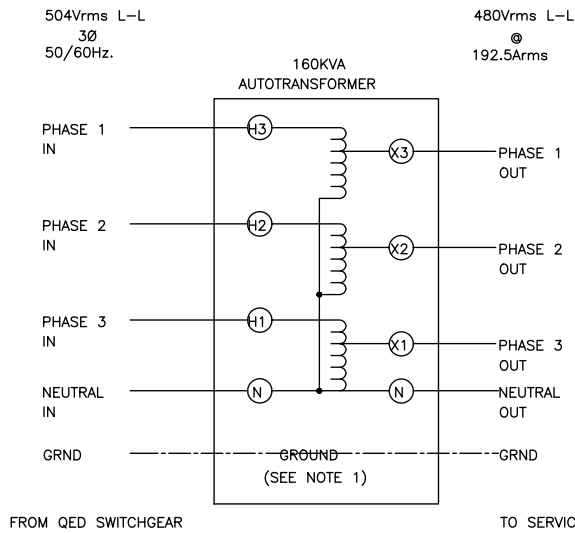 504Vrms L-L
3Ø
50/60Hz.
480Vrms L-L
@
192.5Arms
160KVA
AUTOTRANSFORMER
PHASE 1
IN
H3
X3
PHASE 1
OUT
PHASE 2
IN
H2
X2
PHASE 2
OUT
PHASE 3
IN
H1
X1
PHASE 3
OUT
NEUTRAL
IN
N
N
NEUTRAL
OUT
GRND
GROUND
(SEE NOTE 1)
GRND
FROM QED SWITCHGEAR
TO SERVIC